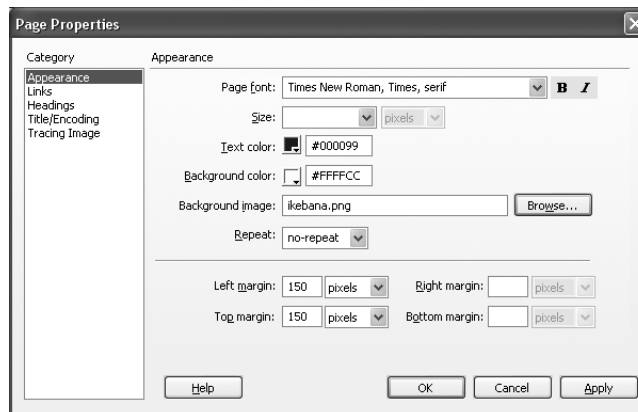 Page Properties
Category
Appearance
Links
Headings
Title/Encoding
Tracing Image
Appearance
Page font: Times New Roman, Times, serif B I
Size: pixels
Text color: #000099
Background color: #FFFFCC
Background image: ikebana.png Browse...
Repeat: no-repeat
Left margin: 150 pixels Right margin: pixels
Top margin: 150 pixels Bottom margin: pixels
Help OK Cancel Apply